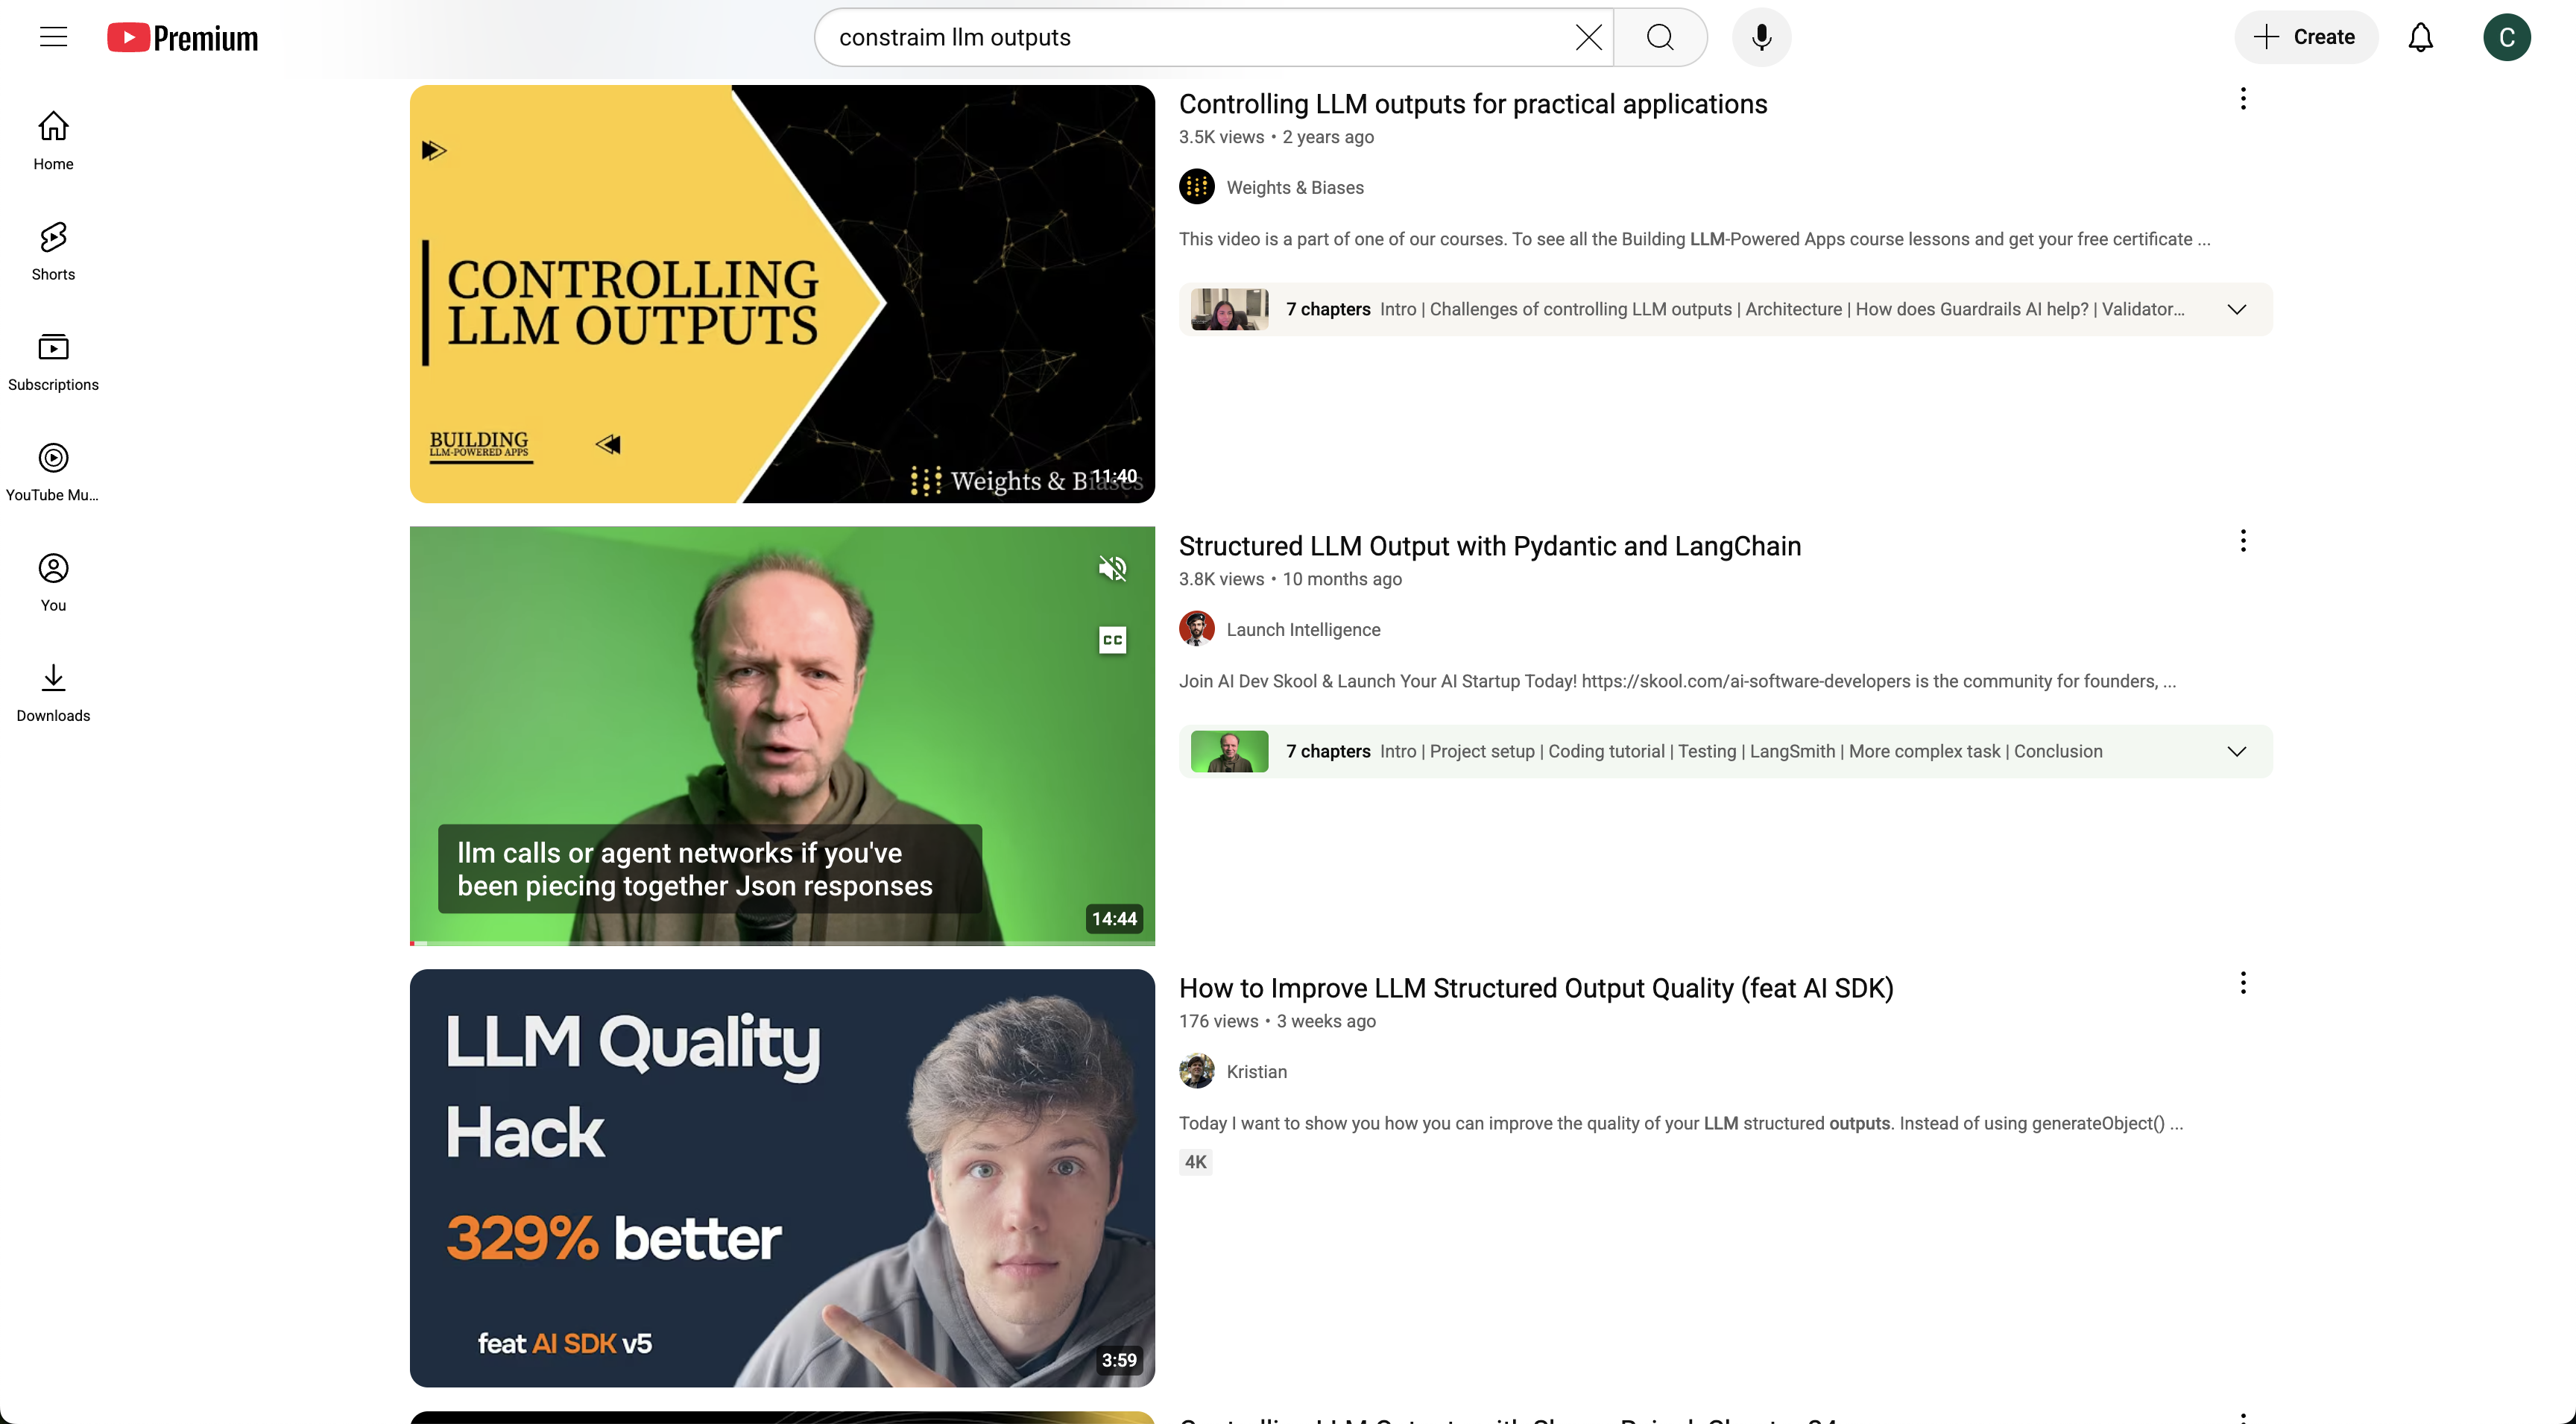 Premium
constraim llm outputs
Create
C
Home
Shorts
Subscriptions
YouTube Mu...
You
Downloads
CONTROLLING
LLM OUTPUTS
BUILDING
LLM-POWERED APPS
Weights & Biases
11:40
Controlling LLM outputs for practical applications
3.5K views • 2 years ago
Weights & Biases
This video is a part of one of our courses. To see all the Building LLM-Powered Apps course lessons and get your free certificate ...
7 chapters Intro | Challenges of controlling LLM outputs | Architecture | How does Guardrails AI help? | Validator...
CC
llm calls or agent networks if you've
been piecing together Json responses
14:44
Structured LLM Output with Pydantic and LangChain
3.8K views • 10 months ago
Launch Intelligence
Join AI Dev Skool & Launch Your AI Startup Today! https://skool.com/ai-software-developers is the community for founders, ...
7 chapters Intro | Project setup | Coding tutorial | Testing | LangSmith | More complex task | Conclusion
LLM Quality
Hack
329% better
feat AI SDK v5
3:59
How to Improve LLM Structured Output Quality (feat AI SDK)
176 views • 3 weeks ago
Kristian
Today I want to show you how you can improve the quality of your LLM structured outputs. Instead of using generateObject() ...
4K